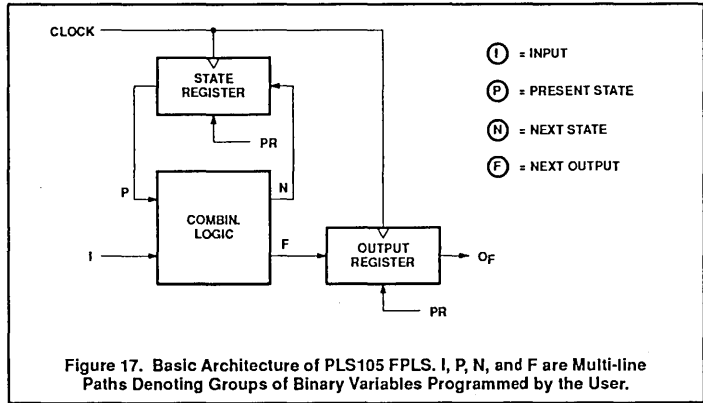 CLOCK
STATE
REGISTER
PR
P
N
COMBIN.
LOGIC
I
F
OUTPUT
REGISTER
OF
PR
I = INPUT
P = PRESENT STATE
N = NEXT STATE
F = NEXT OUTPUT
Figure 17. Basic Architecture of PLS105 FPLS. I, P, N, and F are Multi-line
Paths Denoting Groups of Binary Variables Programmed by the User.